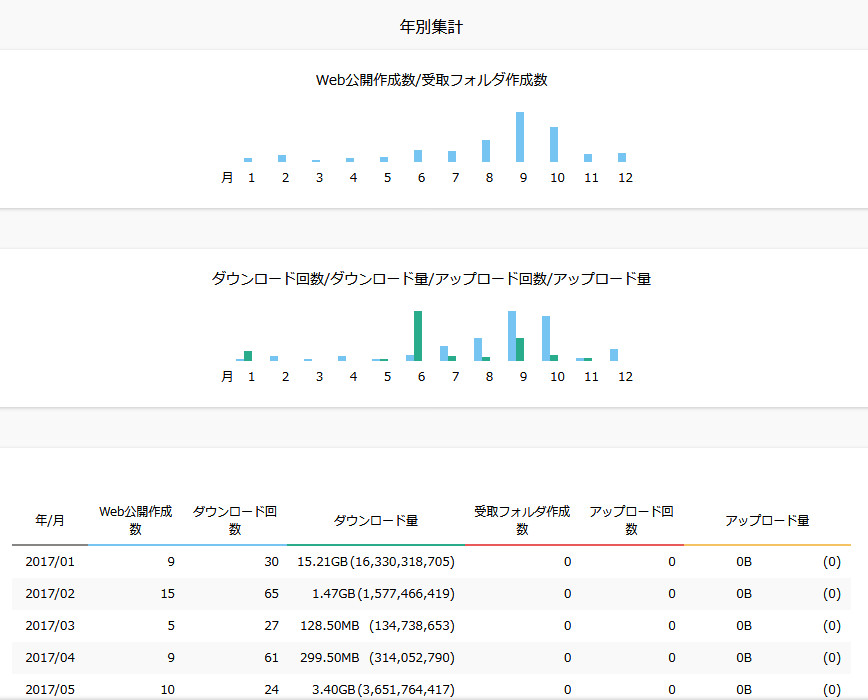 年別集計
Web公開作成数/受取フォルダ作成数
月 1 2 3 4 5 6 7 8 9 10 11 12
ダウンロード回数/ダウンロード量/アップロード回数/アップロード量
月 1 2 3 4 5 6 7 8 9 10 11 12
年/月 Web公開作成数 ダウンロード回数 ダウンロード量 受取フォルダ作成数 アップロード回数 アップロード量
2017/01 9 30 15.21GB(16,330,318,705) 0 0 0B (0)
2017/02 15 65 1.47GB(1,577,466,419) 0 0 0B (0)
2017/03 5 27 128.50MB (134,738,653) 0 0 0B (0)
2017/04 9 61 299.50MB (314,052,790) 0 0 0B (0)
2017/05 10 24 3.40GB(3,651,764,417) 0 0 0B (0)